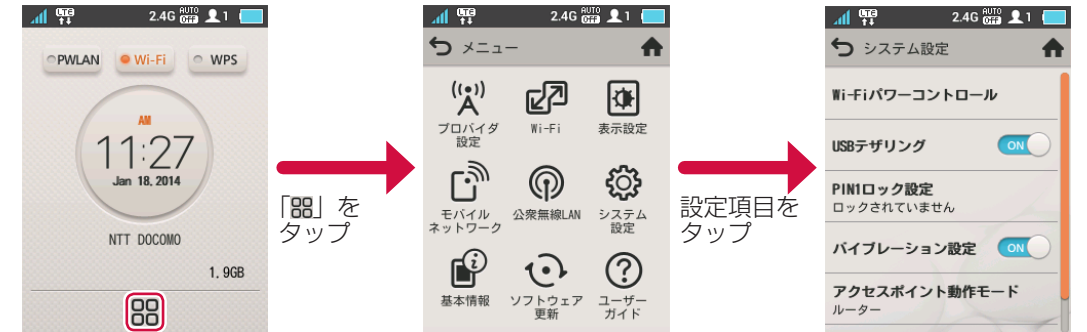 LTE 2.4G AUTO OFF 1
PWLAN Wi-Fi WPS
AM
11:27
Jan 18, 2014
NTT DOCOMO
1.9GB
「品」を
タップ
LTE 2.4G AUTO OFF 1
メニュー
プロバイダ
設定
Wi-Fi
表示設定
モバイル
ネットワーク
公衆無線LAN
システム
設定
基本情報
ソフトウェア
更新
ユーザー
ガイド
設定項目を
タップ
LTE 2.4G AUTO OFF 1
システム設定
Wi-Fiパワーコントロール
USBテザリング ON
PIN1ロック設定
ロックされていません
バイブレーション設定 ON
アクセスポイント動作モード
ルーター